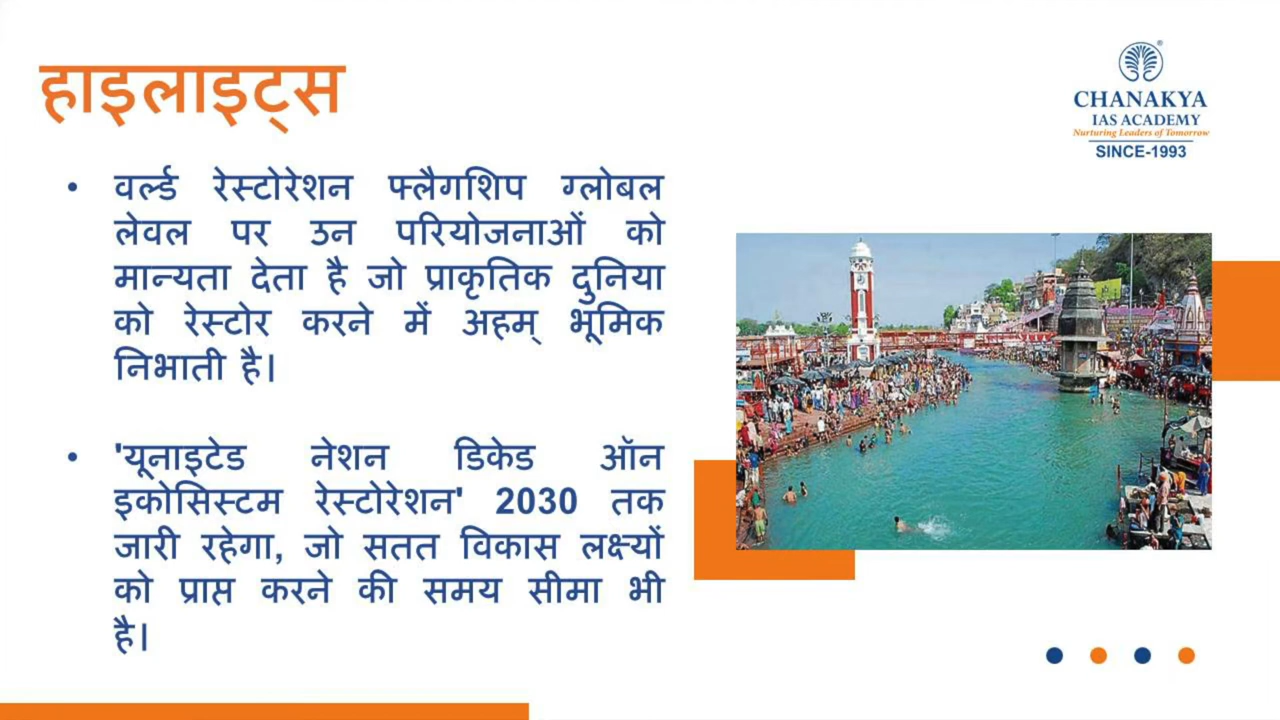 हाइलाइट्स
CHANAKYA
IAS ACADEMY
Nurturing Leaders of Tomorrow
SINCE-1993
• वर्ल्ड रेस्टोरेशन फ्लैगशिप ग्लोबल
लेवल पर उन परियोजनाओं को
मान्यता देता है जो प्राकृतिक दुनिया
को रेस्टोर करने में अहम् भूमिक
निभाती है।
• 'यूनाइटेड नेशन डिकेड ऑन
इकोसिस्टम रेस्टोरेशन' 2030 तक
जारी रहेगा, जो सतत विकास लक्ष्यों
को प्राप्त करने की समय सीमा भी
है।